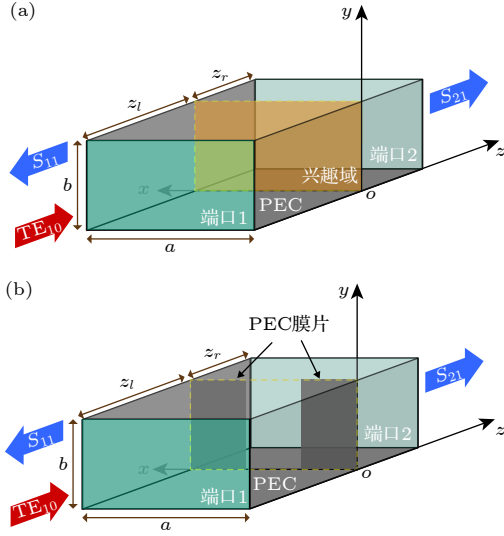 (a)
y
z_r
z_l
S_21
z
S_11
端口2
兴趣域
b
x
端口1
PEC
o
TE_10
a
(b)
y
PEC膜片
z_r
z_l
S_21
z
S_11
端口2
b
x
端口1
PEC
o
TE_10
a